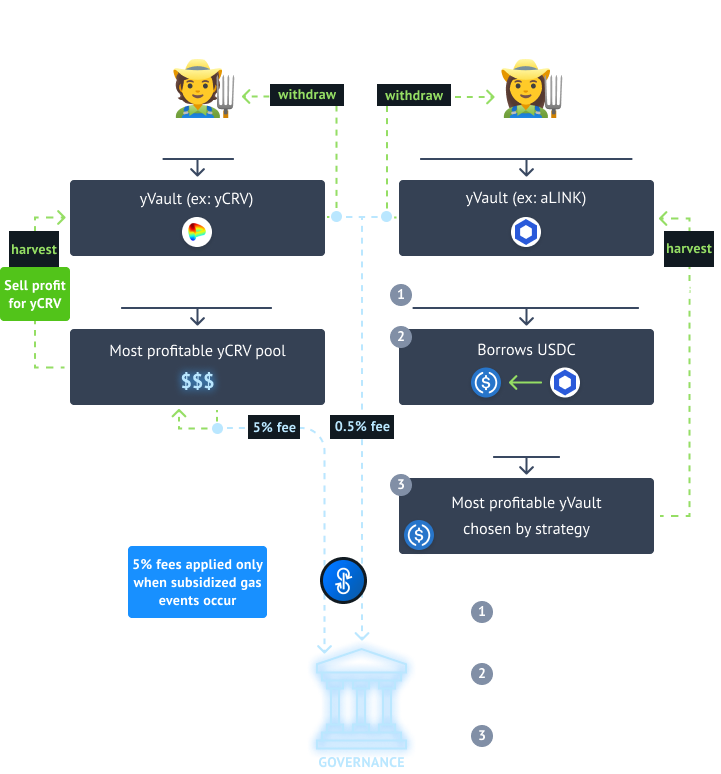 withdraw
withdraw
yVault (ex: yCRV)
yVault (ex: aLINK)
harvest
harvest
Sell profit
for yCRV
1
2
Most profitable yCRV pool
$$$
Borrows USDC
5% fee
0.5% fee
3
Most profitable yVault
chosen by strategy
5% fees applied only
when subsidized gas
events occur
1
2
3
GOVERNANCE